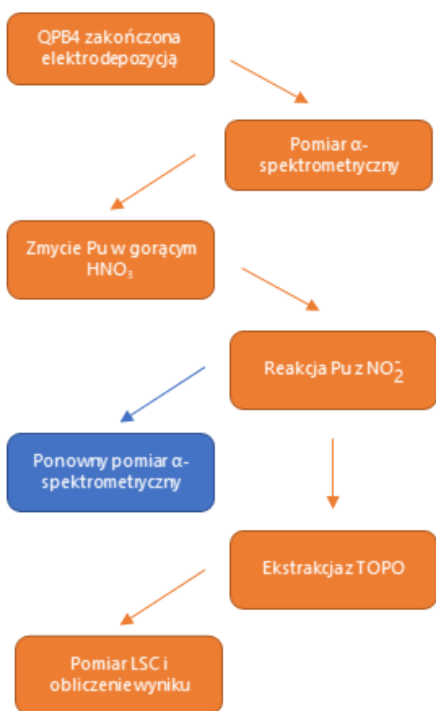 QPB4 zakończona
elektrodepozycją
Pomiar α-
spektrometryczny
Zmycie Pu w gorącym
HNO₃
Reakcja Pu z NO₂⁻
Ponowny pomiar α-
spektrometryczny
Ekstrakcja z TOPO
Pomiar LSC i
obliczenie wyniku